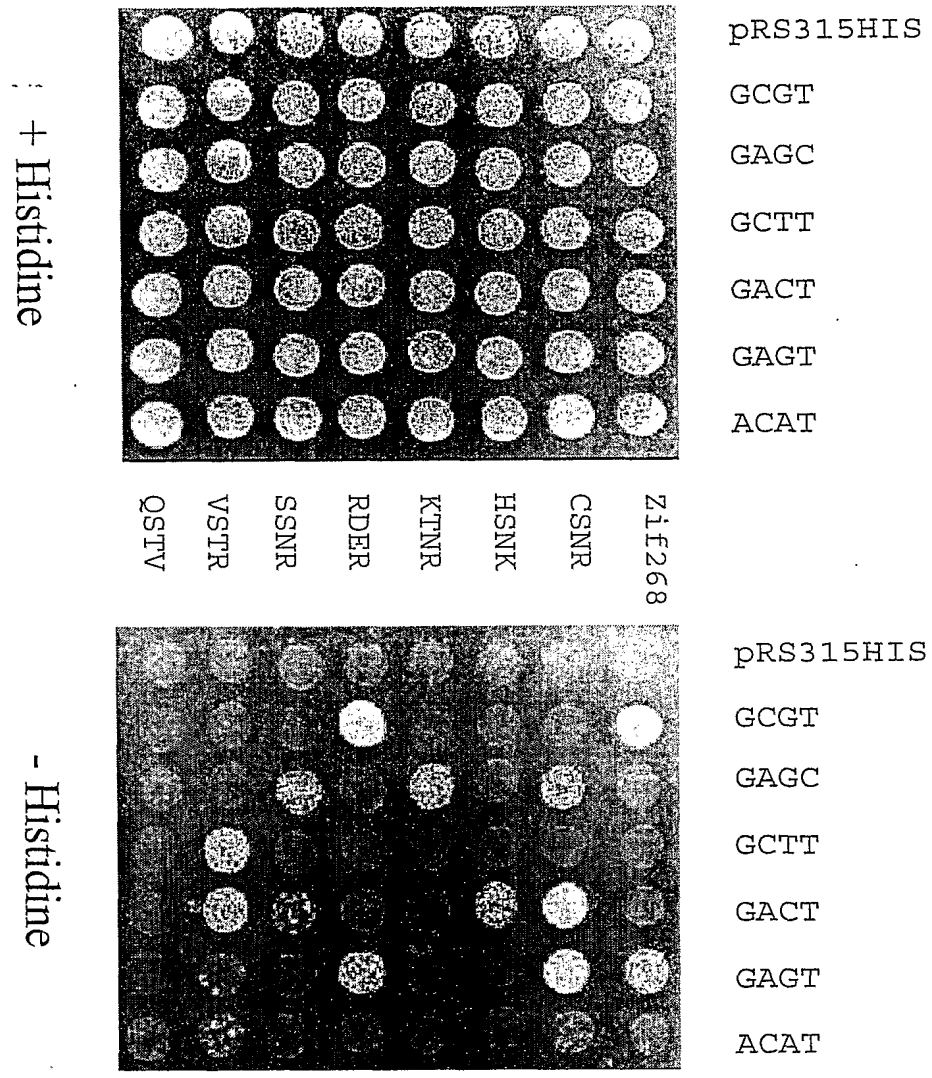 pRS315HIS
GCGT
GAGC
GCTT
GACT
GAGT
ACAT
+ Histidine
QSTV
VSTR
SSNR
RDER
KTNR
HSNK
CSNR
Zif268
pRS315HIS
GCGT
GAGC
GCTT
GACT
GAGT
ACAT
- Histidine